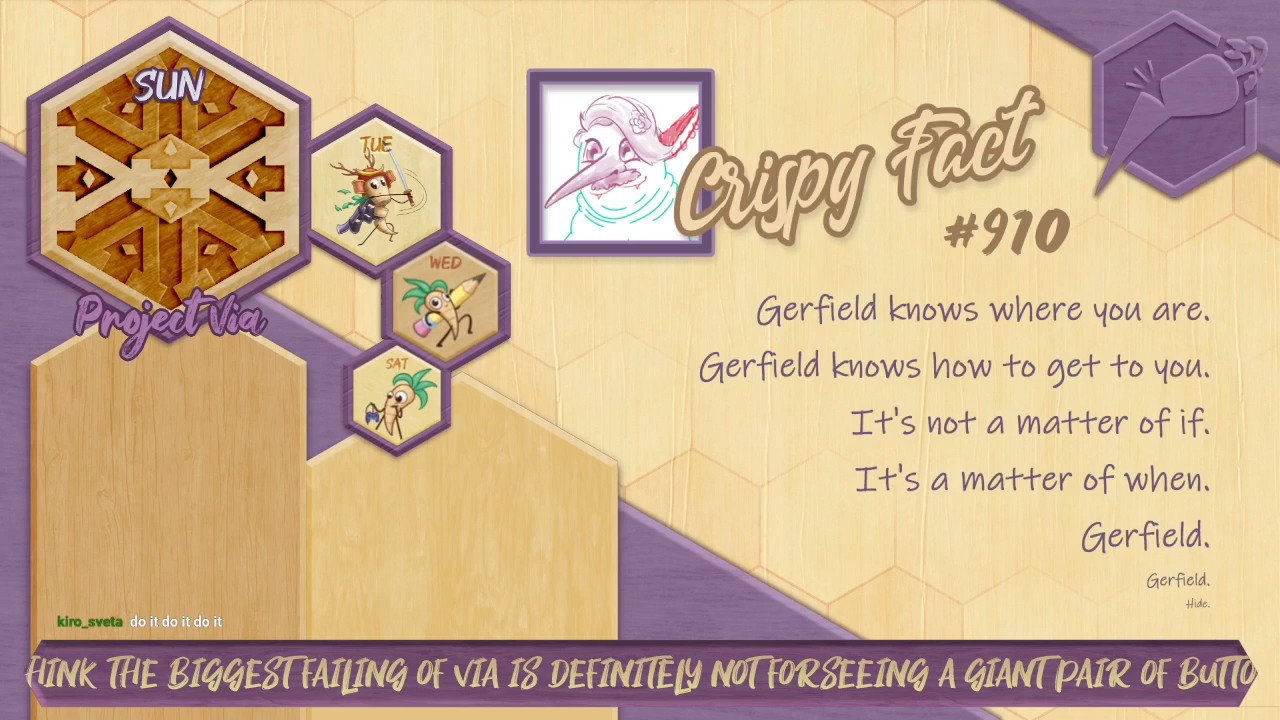 SUN
TUE
WED
SAT
Project Via
Crispy Fact
#910
Gerfield knows where you are.
Gerfield knows how to get to you.
It's not a matter of if.
It's a matter of when.
Gerfield.
Gerfield.
Hide.
kiro_sveta do it do it do it
HINK THE BIGGEST FAILING OF VIA IS DEFINITELY NOT FORSEEING A GIANT PAIR OF BUTTO